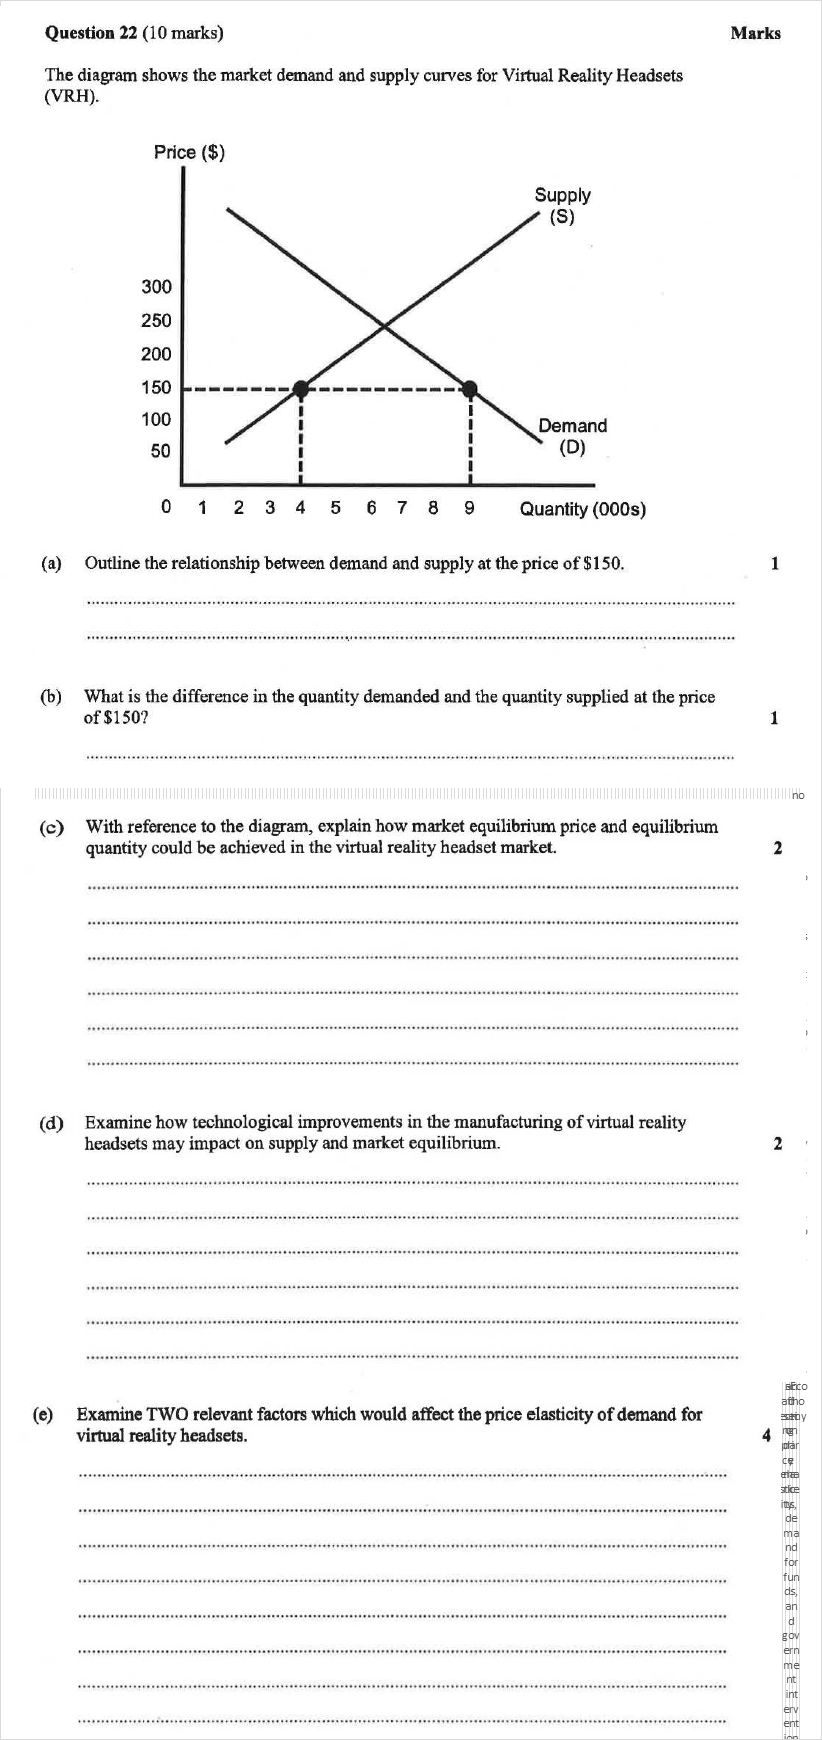 Question 22 (10 marks)
Marks
The diagram shows the market demand and supply curves for Virtual Reality Headsets
(VRH).
Price ($)
Supply
(S)
300
250
200
150
100
50
Demand
(D)
0 1 2 3 4 5 6 7 8 9 Quantity (000s)
(a) Outline the relationship between demand and supply at the price of $150. 1
(b) What is the difference in the quantity demanded and the quantity supplied at the price
of $150? 1
no
(c) With reference to the diagram, explain how market equilibrium price and equilibrium
quantity could be achieved in the virtual reality headset market. 2
(d) Examine how technological improvements in the manufacturing of virtual reality
headsets may impact on supply and market equilibrium. 2
(e) Examine TWO relevant factors which would affect the price elasticity of demand for
virtual reality headsets. 4
de
ma
nd
for
fun
ds,
an
d
gov
ern
me
nt
int
erv
ent
ion